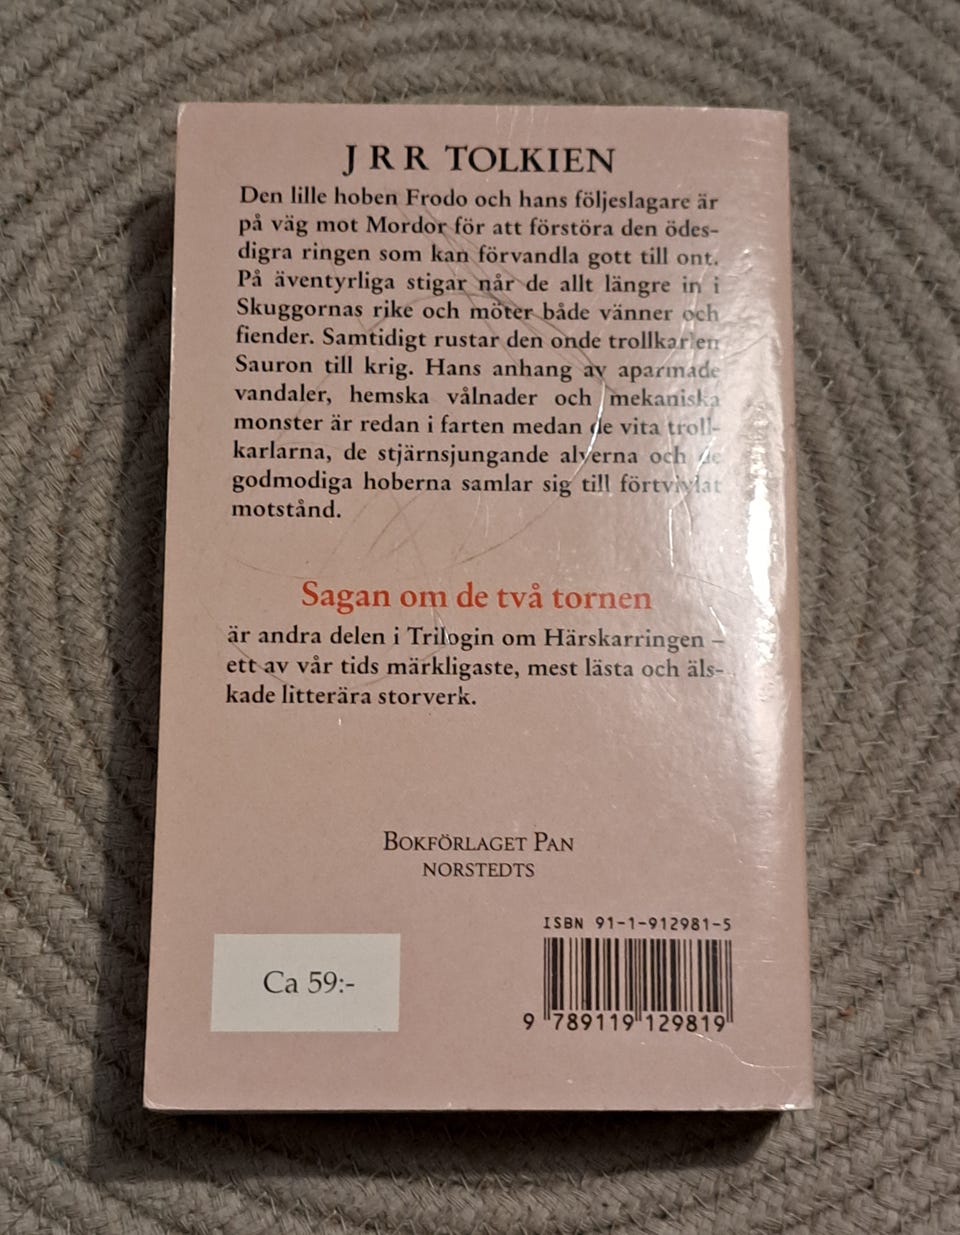 J R R TOLKIEN
Den lille hoben Frodo och hans följeslagare är
på väg mot Mordor för att förstöra den ödes-
digra ringen som kan förvandla gott till ont.
På äventyrliga stigar når de allt längre in i
Skuggornas rike och möter både vänner och
fiender. Samtidigt rustar den onde trollkarlen
Sauron till krig. Hans anhang av aparmade
vandaler, hemska vålnader och mekaniska
monster är redan i farten medan de vita troll-
karlarna, de stjärnsjungande alverna och de
godmodiga hoberna samlar sig till förtvivlat
motstånd.
Sagan om de två tornen
är andra delen i Trilogin om Härskarringen –
ett av vår tids märkligaste, mest lästa och äls-
kade litterära storverk.
BOKFÖRLAGET PAN
NORSTEDTS
ISBN 91-1-912981-5
Ca 59:-
9 789119 129819